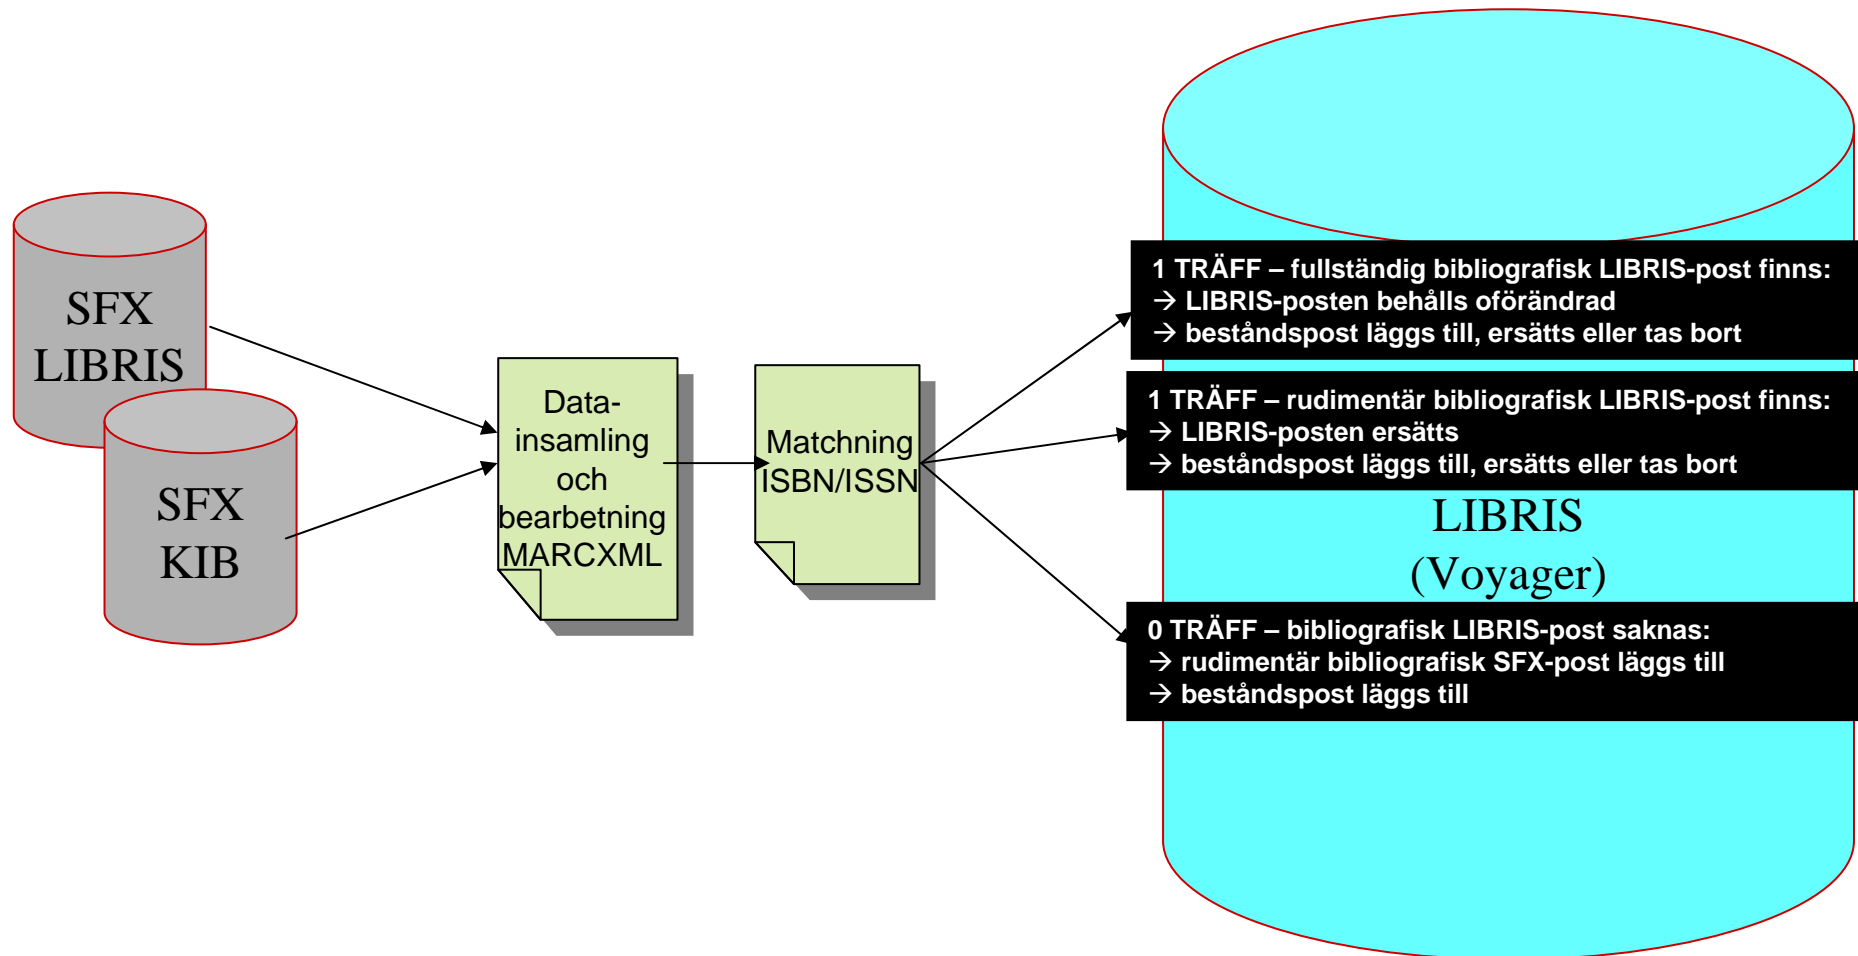 SFX
LIBRIS
SFX
KIB
Data-
insamling
och
bearbetning
MARCXML
Matchning
ISBN/ISSN
1 TRÄFF – fullständig bibliografisk LIBRIS-post finns:
→ LIBRIS-posten behålls oförändrad
→ beståndspost läggs till, ersätts eller tas bort
1 TRÄFF – rudimentär bibliografisk LIBRIS-post finns:
→ LIBRIS-posten ersätts
→ beståndspost läggs till, ersätts eller tas bort
LIBRIS
(Voyager)
0 TRÄFF – bibliografisk LIBRIS-post saknas:
→ rudimentär bibliografisk SFX-post läggs till
→ beståndspost läggs till